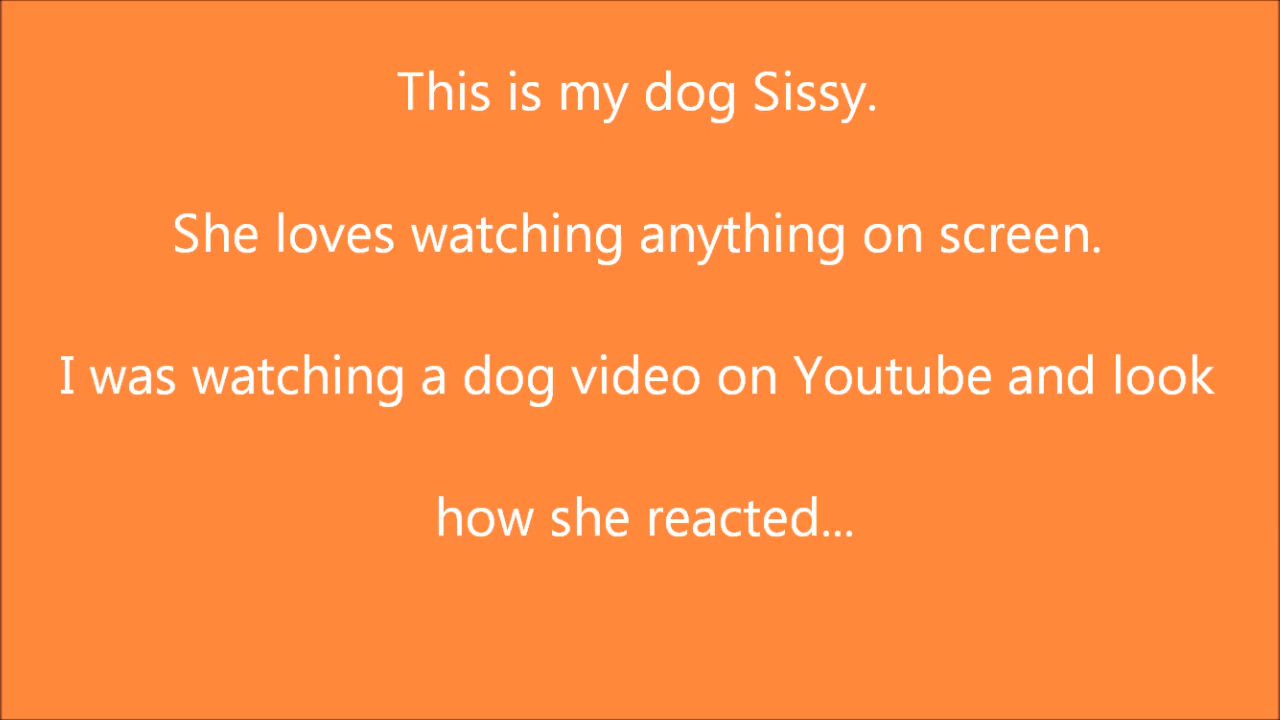 This is my dog Sissy.
She loves watching anything on screen.
I was watching a dog video on Youtube and look
how she reacted...